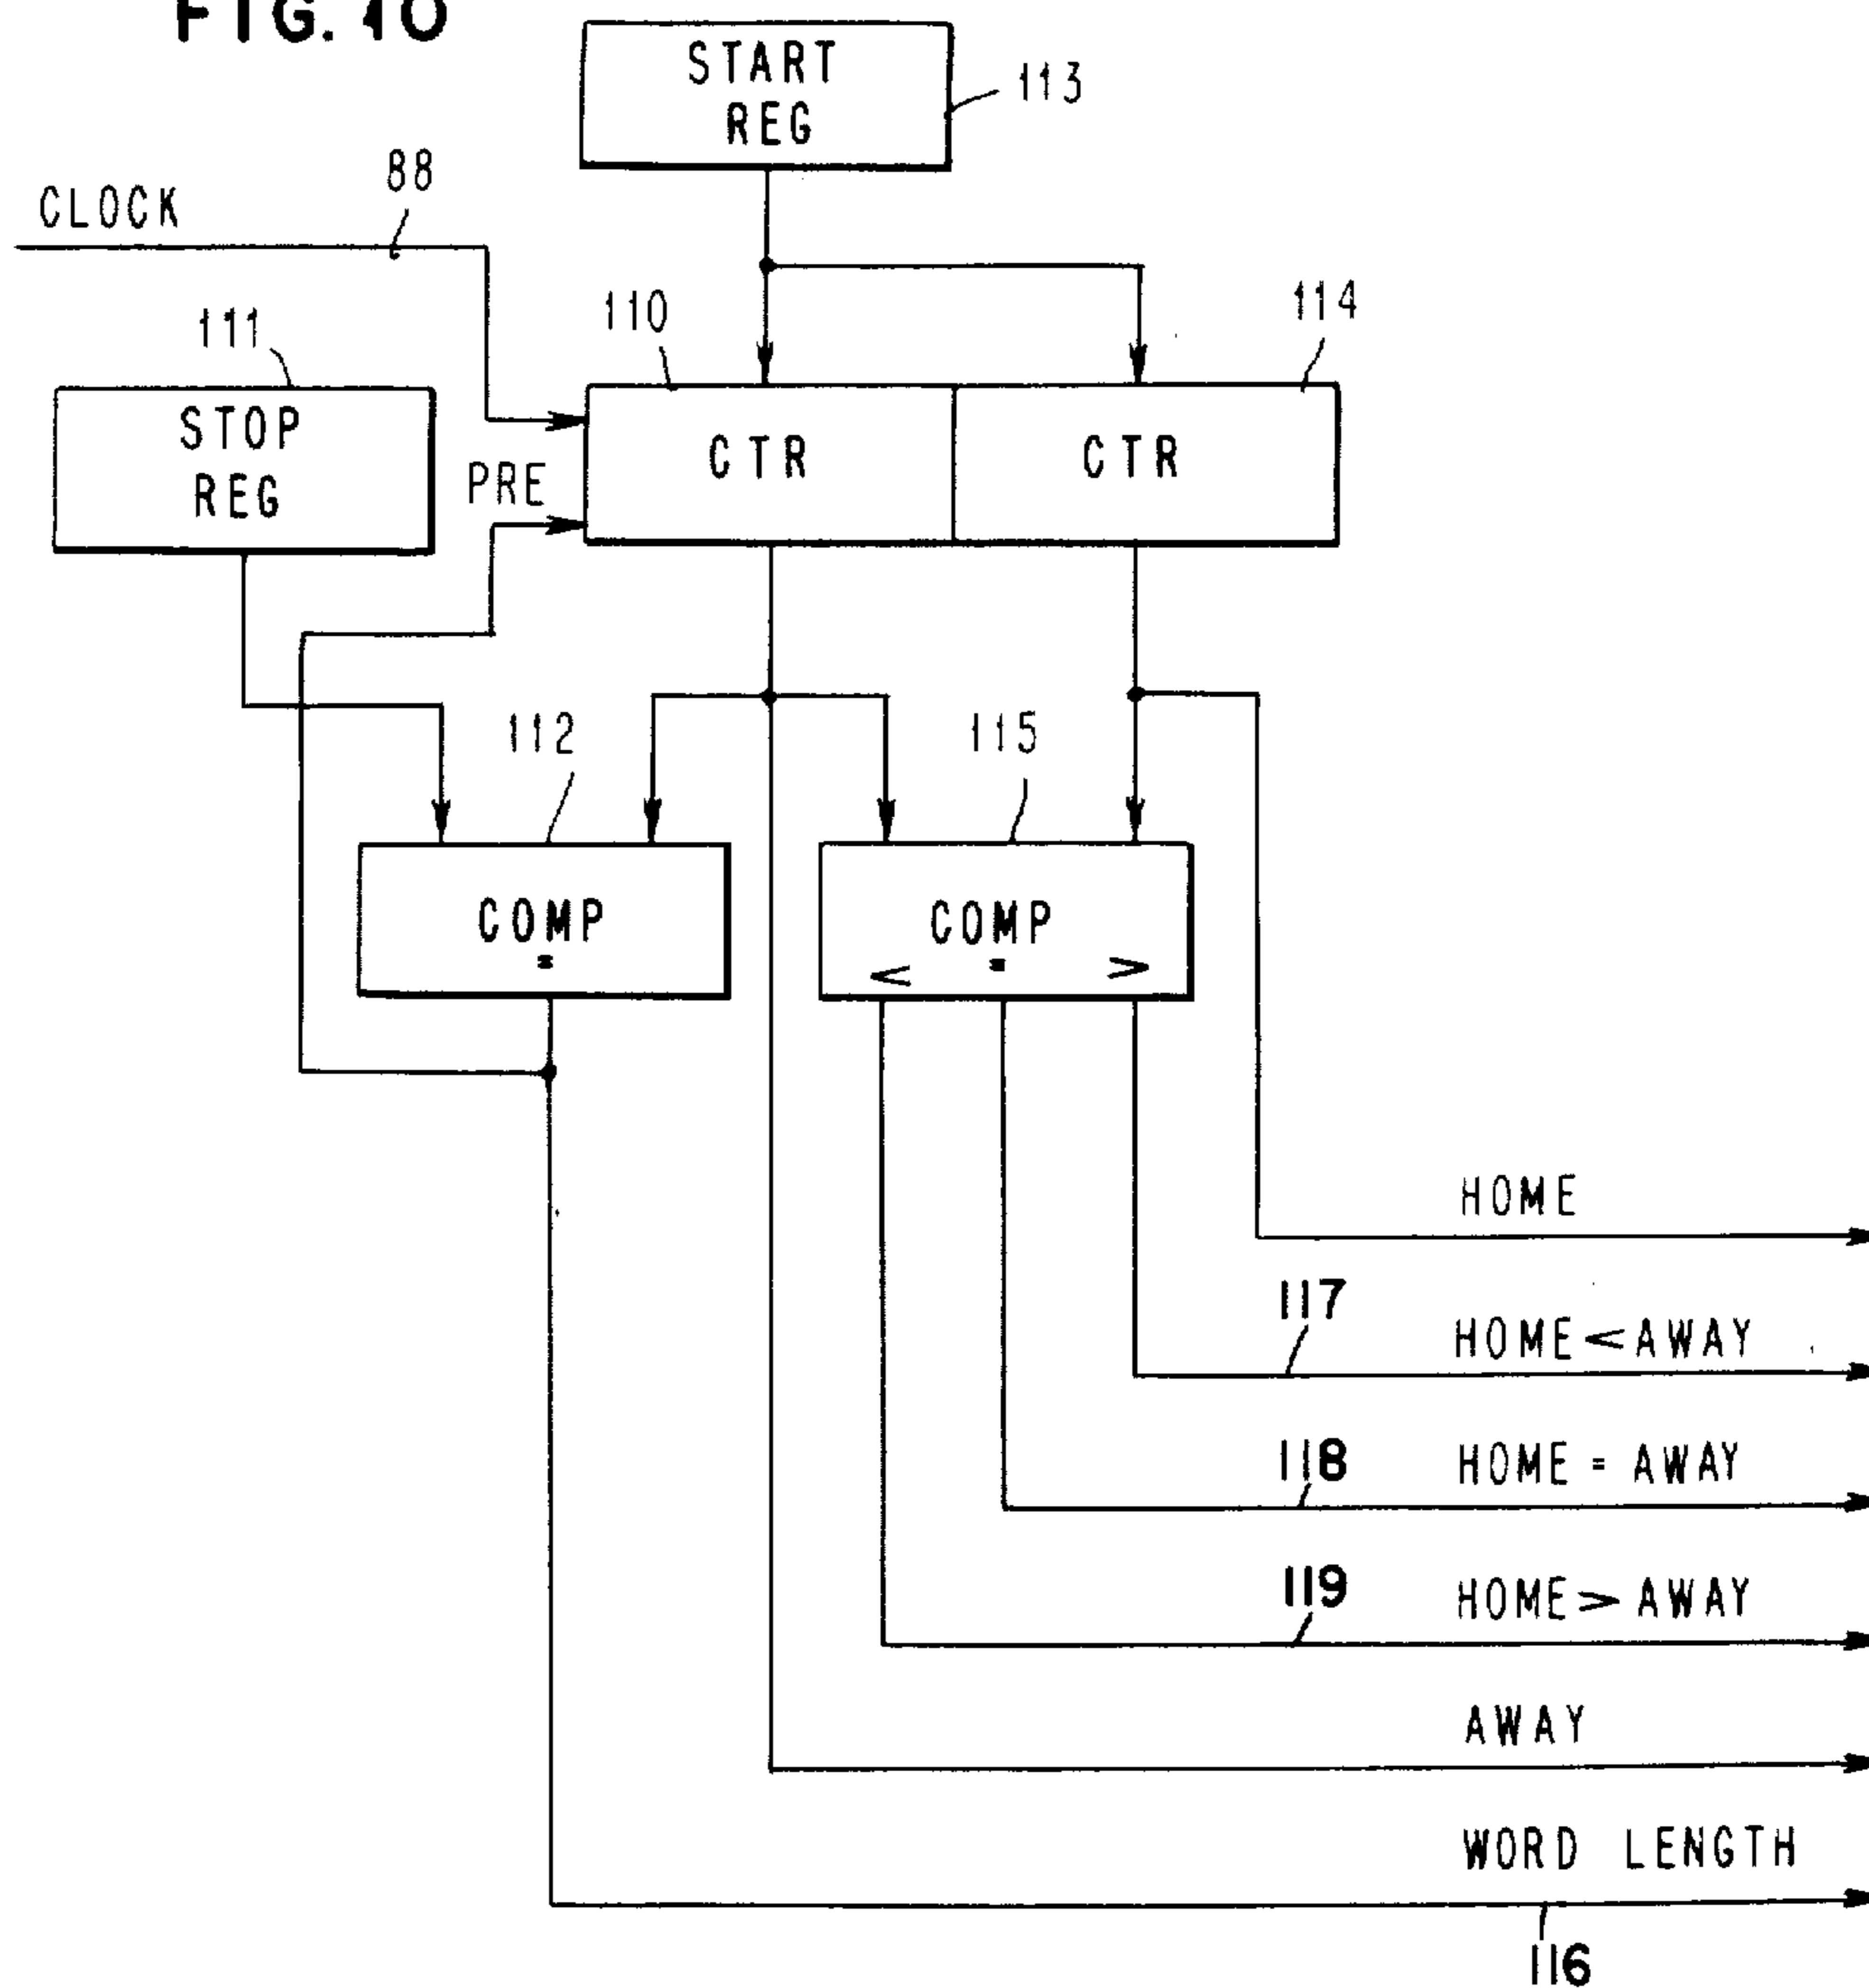 FIG. 10
START
REG
113
CLOCK
88
111
STOP
REG
110
114
CTR
CTR
PRE
112
115
COMP
=
COMP
< = >
HOME
117
HOME < AWAY
118
HOME = AWAY
119
HOME > AWAY
AWAY
WORD LENGTH
116